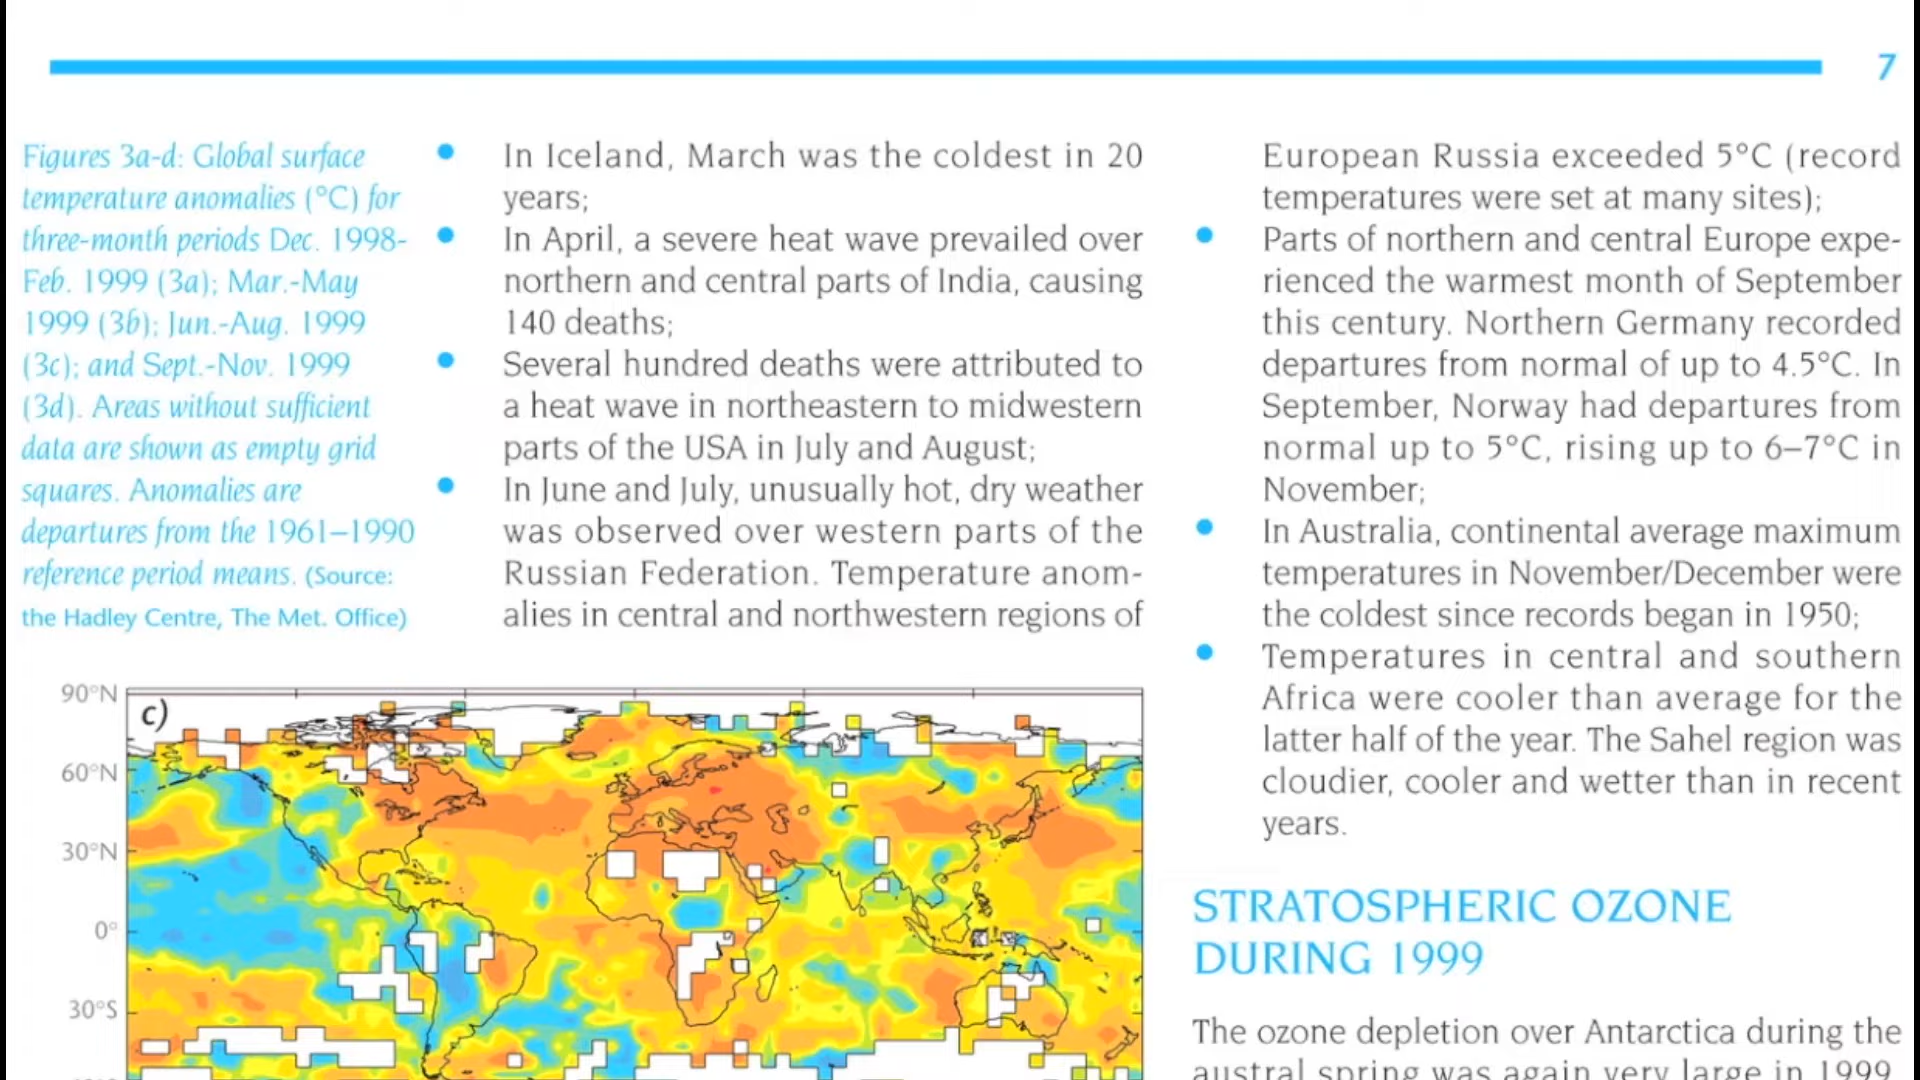 7
Figures 3a-d: Global surface
temperature anomalies (°C) for
three-month periods Dec. 1998-
Feb. 1999 (3a); Mar.-May
1999 (3b); Jun.-Aug. 1999
(3c); and Sept.-Nov. 1999
(3d). Areas without sufficient
data are shown as empty grid
squares. Anomalies are
departures from the 1961–1990
reference period means. (Source:
the Hadley Centre, The Met. Office)
In Iceland, March was the coldest in 20
years;
In April, a severe heat wave prevailed over
northern and central parts of India, causing
140 deaths;
Several hundred deaths were attributed to
a heat wave in northeastern to midwestern
parts of the USA in July and August;
In June and July, unusually hot, dry weather
was observed over western parts of the
Russian Federation. Temperature anom-
alies in central and northwestern regions of
European Russia exceeded 5°C (record
temperatures were set at many sites);
Parts of northern and central Europe expe-
rienced the warmest month of September
this century. Northern Germany recorded
departures from normal of up to 4.5°C. In
September, Norway had departures from
normal up to 5°C, rising up to 6–7°C in
November;
In Australia, continental average maximum
temperatures in November/December were
the coldest since records began in 1950;
Temperatures in central and southern
Africa were cooler than average for the
latter half of the year. The Sahel region was
cloudier, cooler and wetter than in recent
years.
STRATOSPHERIC OZONE
DURING 1999
The ozone depletion over Antarctica during the
austral spring was again very large in 1999.
c)
90°N
60°N
30°N
0°
30°S